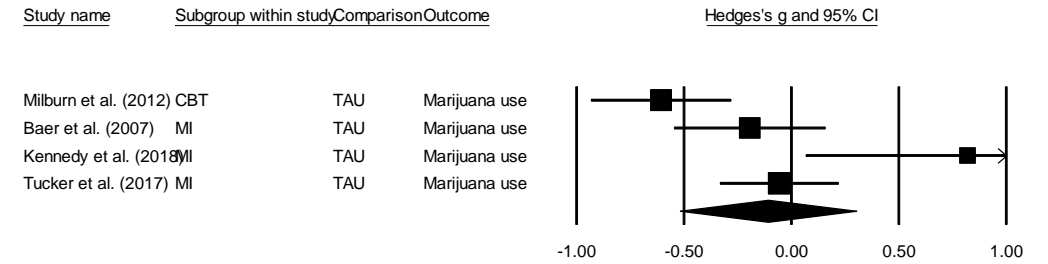 Study name Subgroup within study Comparison Outcome Hedges's g and 95% CI
Milburn et al. (2012) CBT TAU Marijuana use
Baer et al. (2007) MI TAU Marijuana use
Kennedy et al. (2018) MI TAU Marijuana use
Tucker et al. (2017) MI TAU Marijuana use
-1.00 -0.50 0.00 0.50 1.00